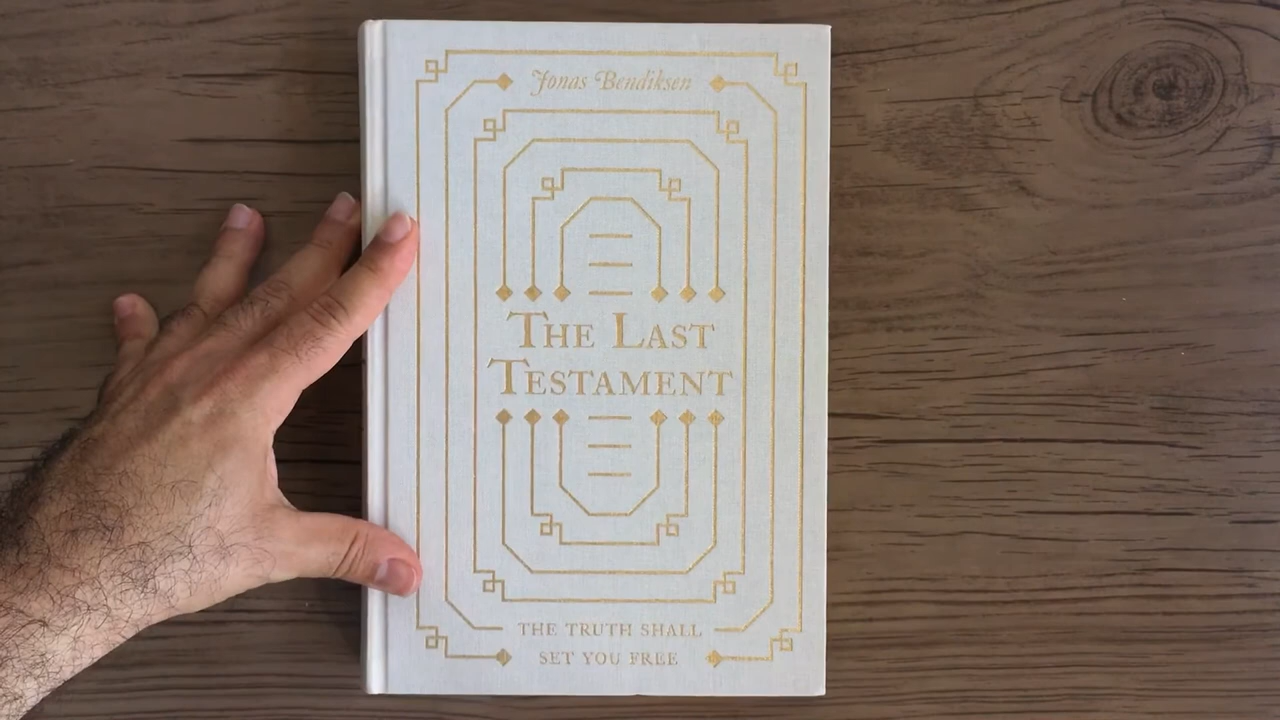 Jonas Bendiksen
THE LAST
TESTAMENT
THE TRUTH SHALL
SET YOU FREE